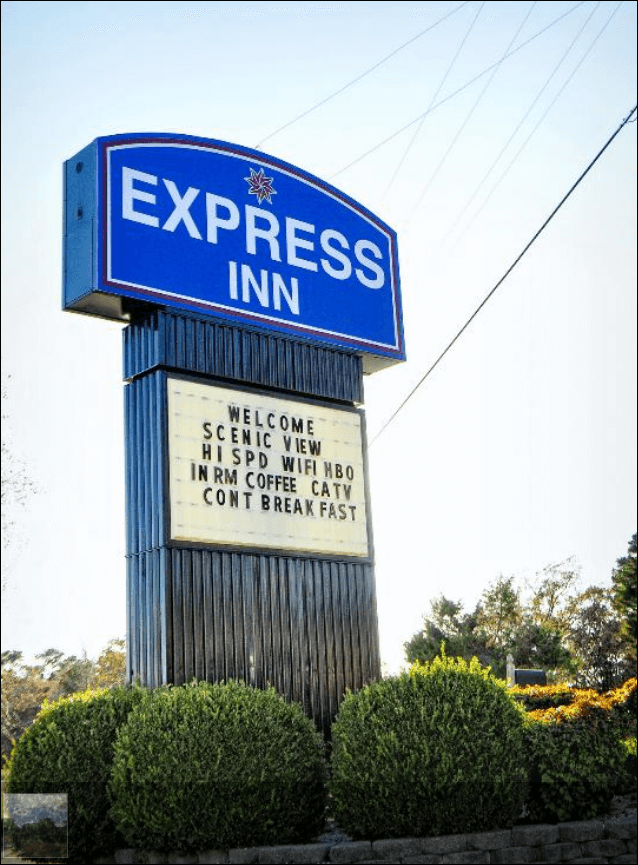 EXPRESS
INN
WELCOME
SCENIC VIEW
HI SPD WIFI HBO
IN RM COFFEE CATV
CONT BREAKFAST